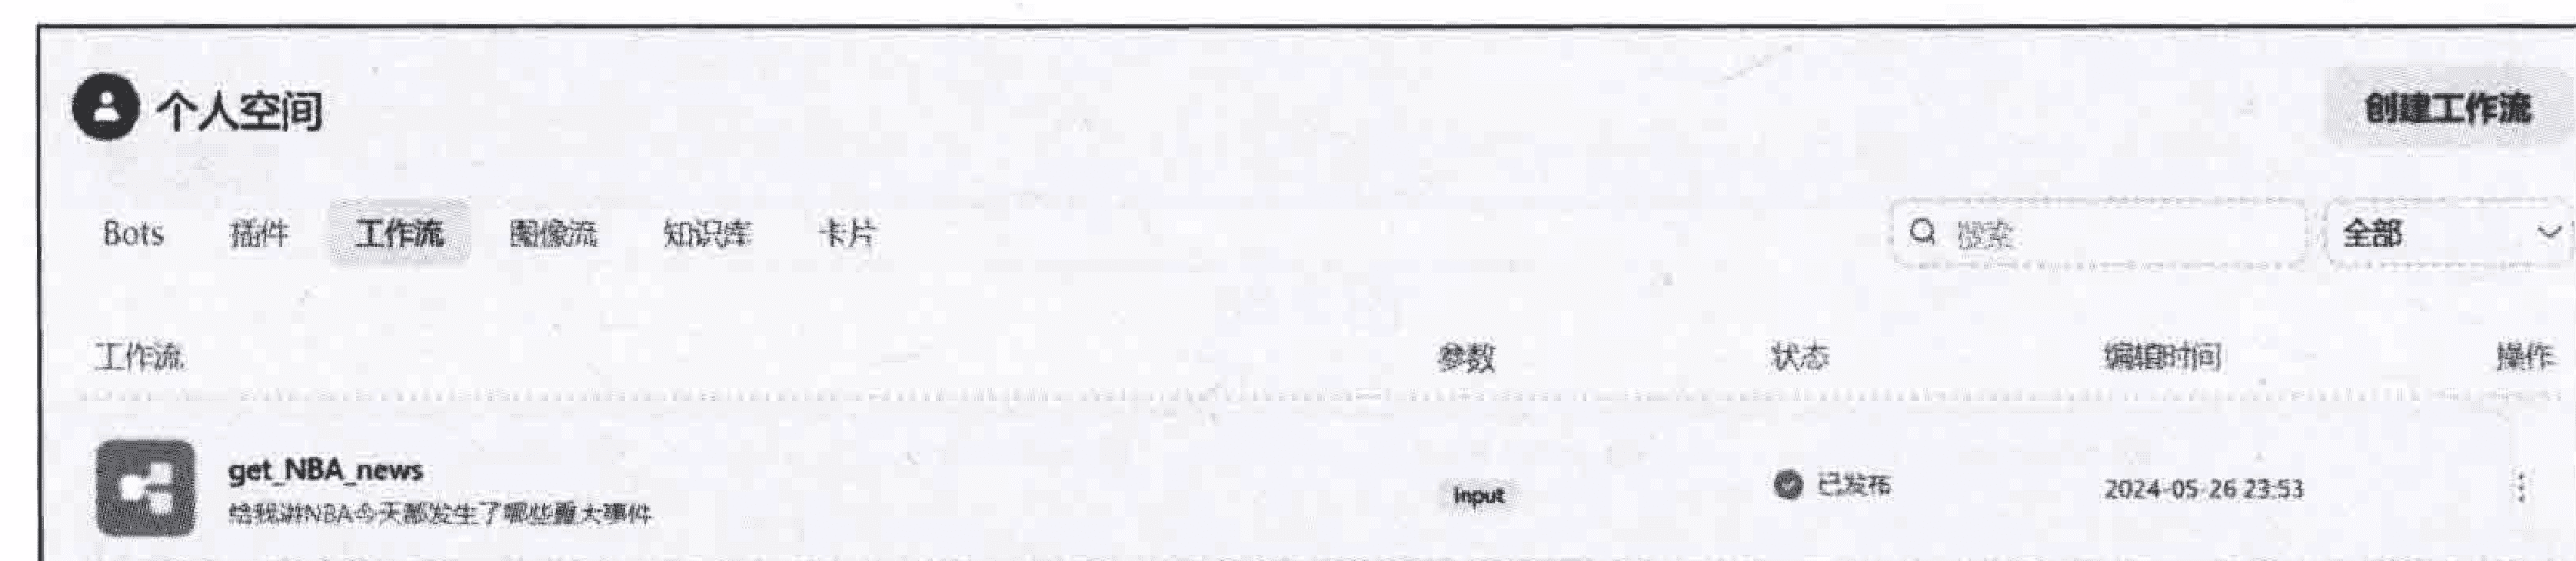 个人空间
创建工作流
Bots 插件 工作流 图像流 知识库 卡片
搜索
全部
工作流 参数 状态 编辑时间 操作
get_NBA_news
给我讲NBA今天都发生了哪些重大事件
Input
已发布
2024-05-26 23:53